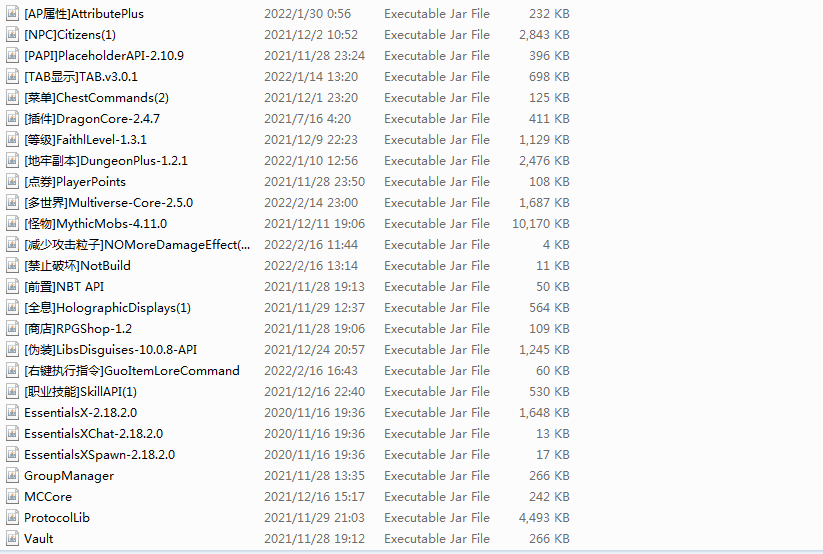 [AP属性]AttributePlus 2022/1/30 0:56 Executable Jar File 232 KB
[NPC]Citizens(1) 2021/12/2 10:52 Executable Jar File 2,843 KB
[PAPI]PlaceholderAPI-2.10.9 2021/11/28 23:24 Executable Jar File 396 KB
[TAB显示]TAB.v3.0.1 2022/1/14 13:20 Executable Jar File 698 KB
[菜单]ChestCommands(2) 2021/12/1 23:20 Executable Jar File 125 KB
[插件]DragonCore-2.4.7 2021/7/16 4:20 Executable Jar File 411 KB
[等级]FaithlLevel-1.3.1 2021/12/9 22:23 Executable Jar File 1,129 KB
[地牢副本]DungeonPlus-1.2.1 2022/1/10 12:56 Executable Jar File 2,476 KB
[点券]PlayerPoints 2021/11/28 23:50 Executable Jar File 108 KB
[多世界]Multiverse-Core-2.5.0 2022/2/14 23:00 Executable Jar File 1,687 KB
[怪物]MythicMobs-4.11.0 2021/12/11 19:06 Executable Jar File 10,170 KB
[减少攻击粒子]NOMoreDamageEffect(... 2022/2/16 11:44 Executable Jar File 4 KB
[禁止破坏]NotBuild 2022/2/16 13:14 Executable Jar File 11 KB
[前置]NBT API 2021/11/28 19:13 Executable Jar File 50 KB
[全息]HolographicDisplays(1) 2021/11/29 12:37 Executable Jar File 564 KB
[商店]RPGShop-1.2 2021/11/28 19:06 Executable Jar File 109 KB
[伪装]LibsDisguises-10.0.8-API 2021/12/24 20:57 Executable Jar File 1,245 KB
[右键执行指令]GuoItemLoreCommand 2022/2/16 16:43 Executable Jar File 60 KB
[职业技能]SkillAPI(1) 2021/12/16 22:40 Executable Jar File 530 KB
EssentialsX-2.18.2.0 2020/11/16 19:36 Executable Jar File 1,648 KB
EssentialsXChat-2.18.2.0 2020/11/16 19:36 Executable Jar File 13 KB
EssentialsXSpawn-2.18.2.0 2020/11/16 19:36 Executable Jar File 17 KB
GroupManager 2021/11/28 13:35 Executable Jar File 266 KB
MCCore 2021/12/16 15:17 Executable Jar File 242 KB
ProtocolLib 2021/11/29 21:03 Executable Jar File 4,493 KB
Vault 2021/11/28 19:12 Executable Jar File 266 KB